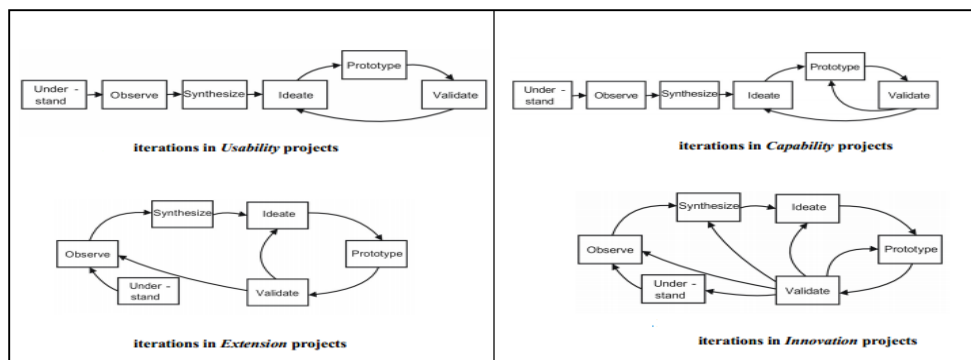 Under -
stand
Observe
Synthesize
Ideate
Prototype
Validate
iterations in Usability projects
Under -
stand
Observe
Synthesize
Ideate
Prototype
Validate
iterations in Capability projects
Synthesize
Ideate
Observe
Prototype
Under -
stand
Validate
iterations in Extension projects
Synthesize
Ideate
Observe
Prototype
Under -
stand
Validate
iterations in Innovation projects